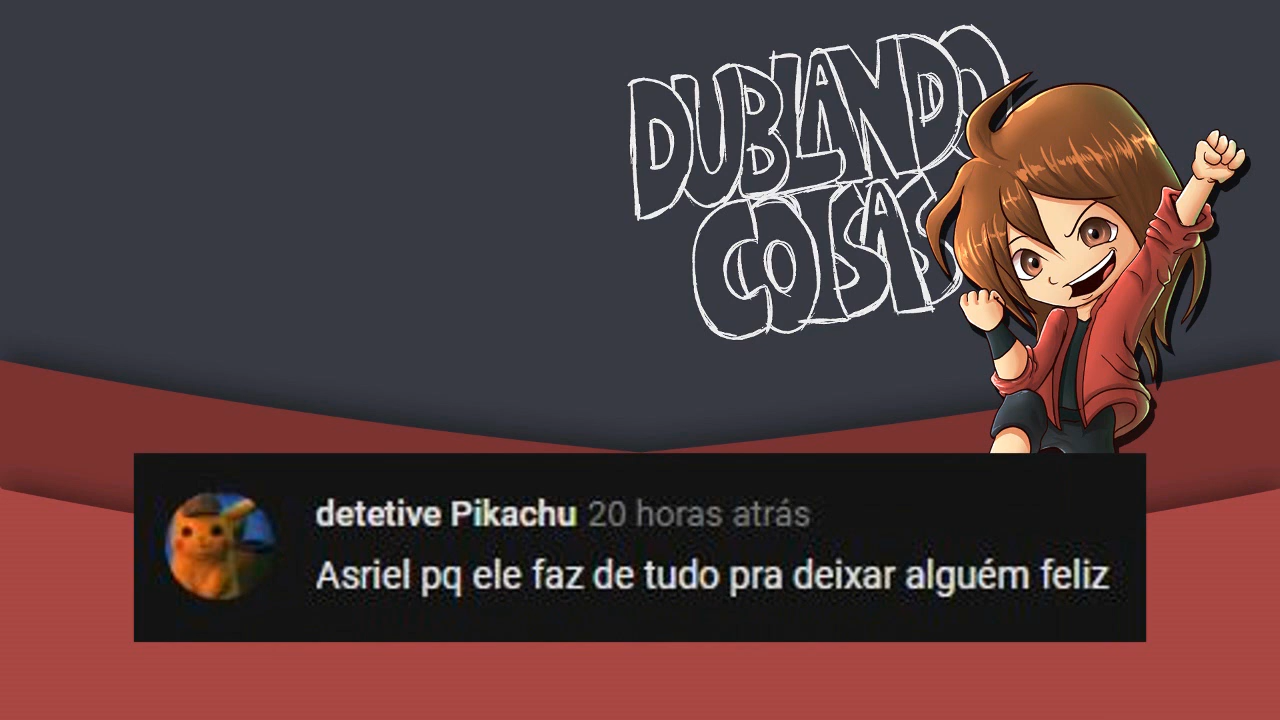 DUBLANDO
COISAS
detetive Pikachu 20 horas atrás
Asriel pq ele faz de tudo pra deixar alguém feliz